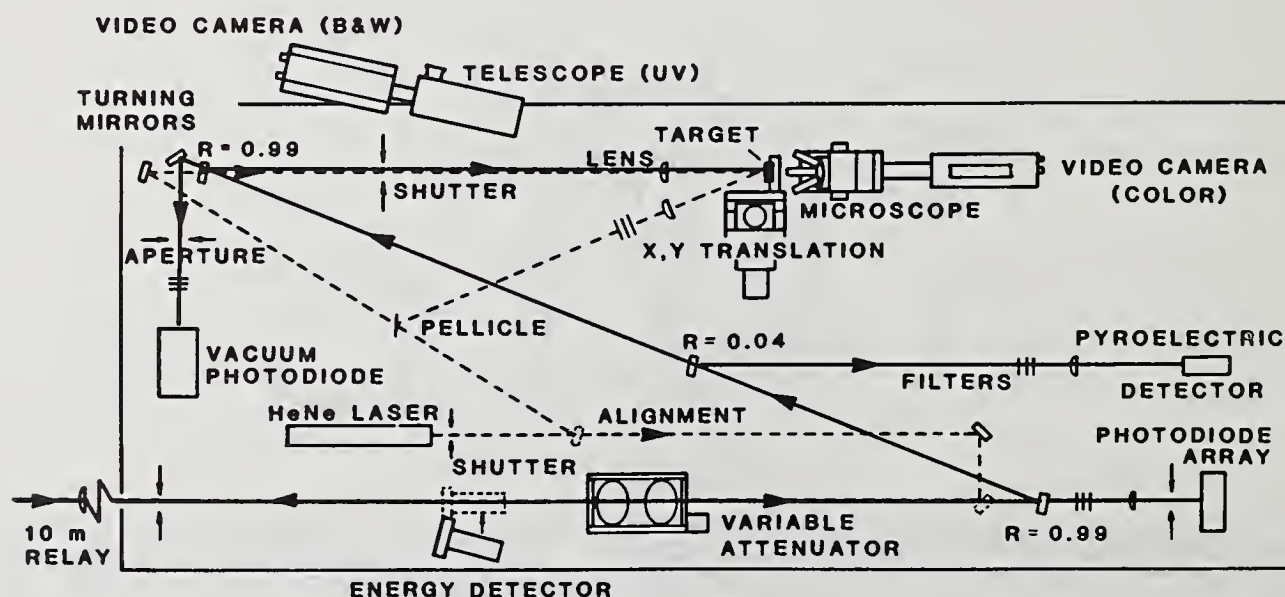 VIDEO CAMERA (B&W)
TELESCOPE (UV)
TURNING
MIRRORS
R = 0.99
TARGET
LENS
SHUTTER
VIDEO CAMERA
(COLOR)
MICROSCOPE
APERTURE
X,Y TRANSLATION
PELLICLE
R = 0.04
PYROELECTRIC
VACUUM
PHOTODIODE
FILTERS
DETECTOR
HeNe LASER
ALIGNMENT
PHOTODIODE
ARRAY
SHUTTER
10 m
RELAY
VARIABLE
ATTENUATOR
R = 0.99
ENERGY DETECTOR